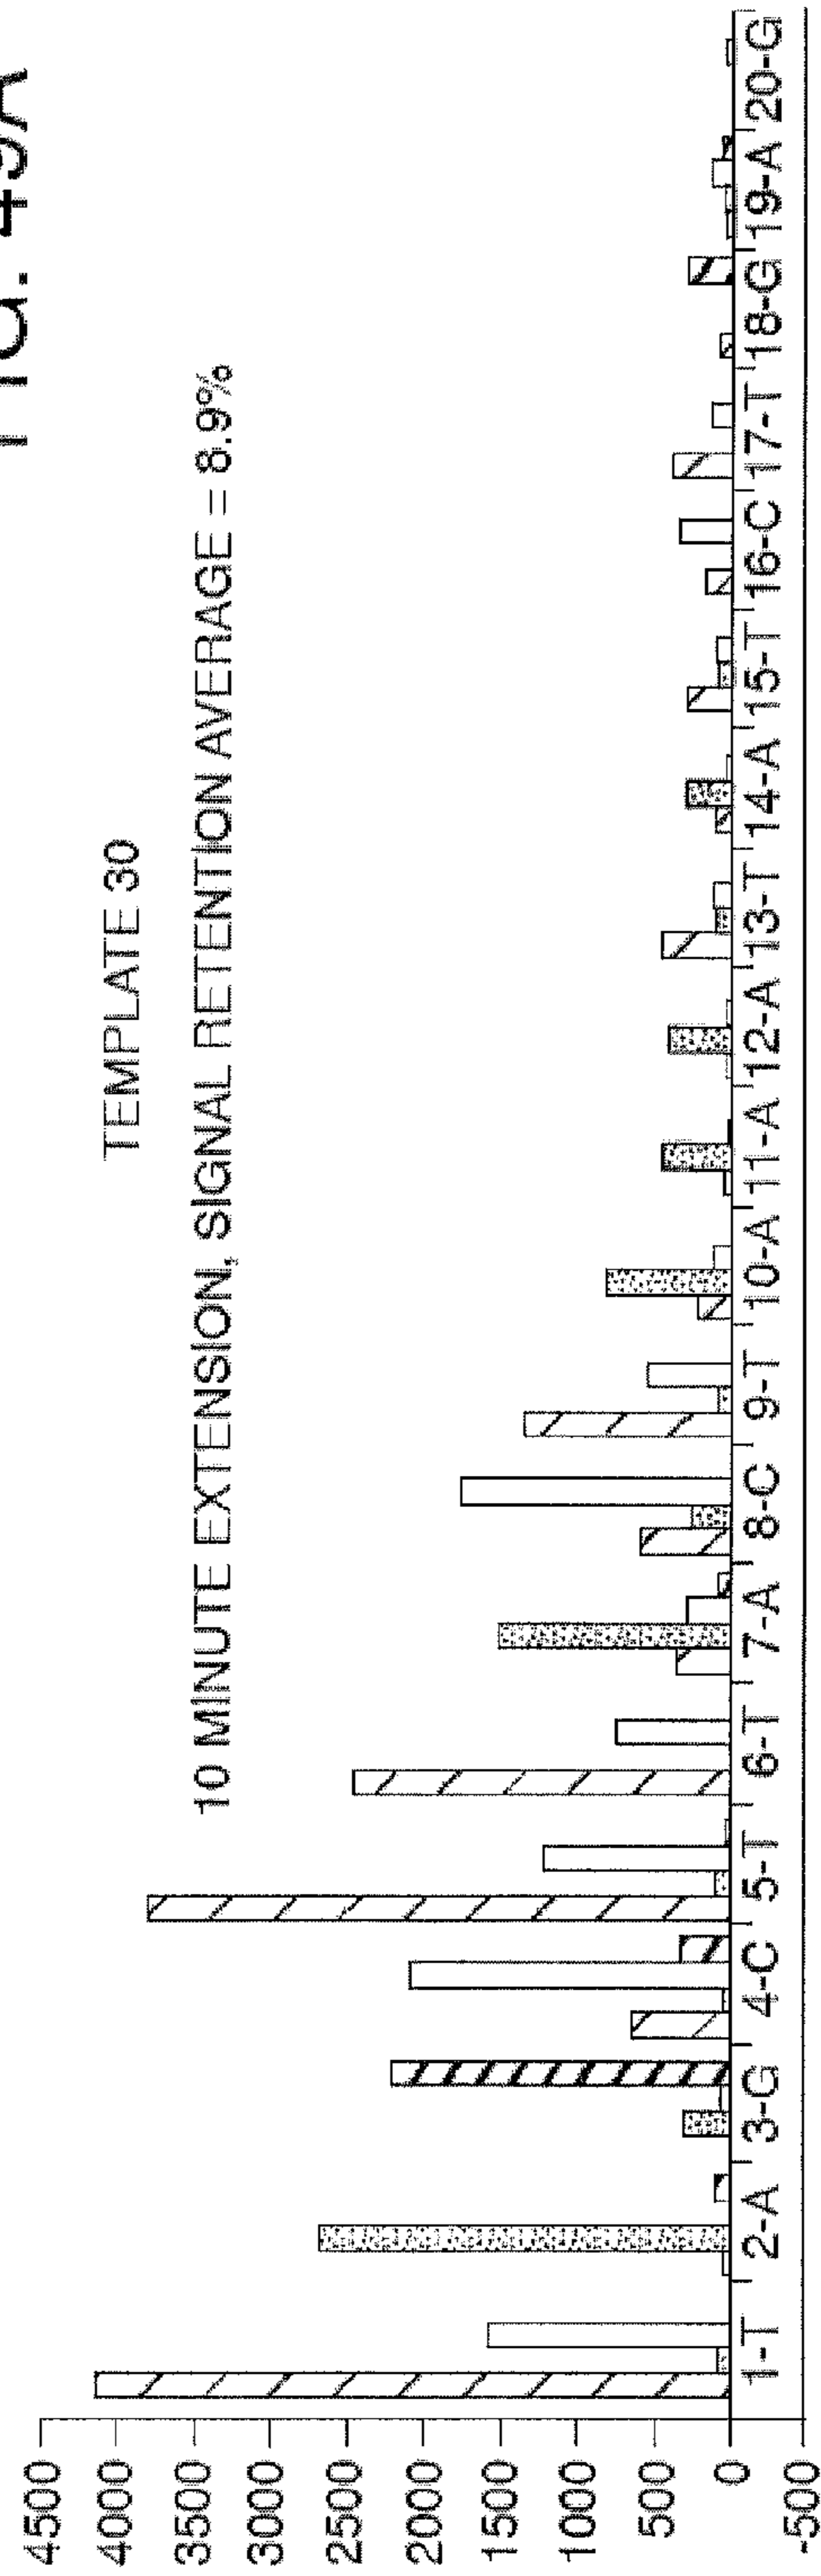 FIG. 49A
TEMPLATE 30
10 MINUTE EXTENSION, SIGNAL RETENTION AVERAGE = 8.9%
4500
4000
3500
3000
2500
2000
1500
1000
500
0
-500
1-T 2-A 3-G 4-C 5-T 6-T 7-A 8-C 9-T 10-A 11-A 12-A 13-T 14-A 15-T 16-C 17-T 18-G 19-A 20-G